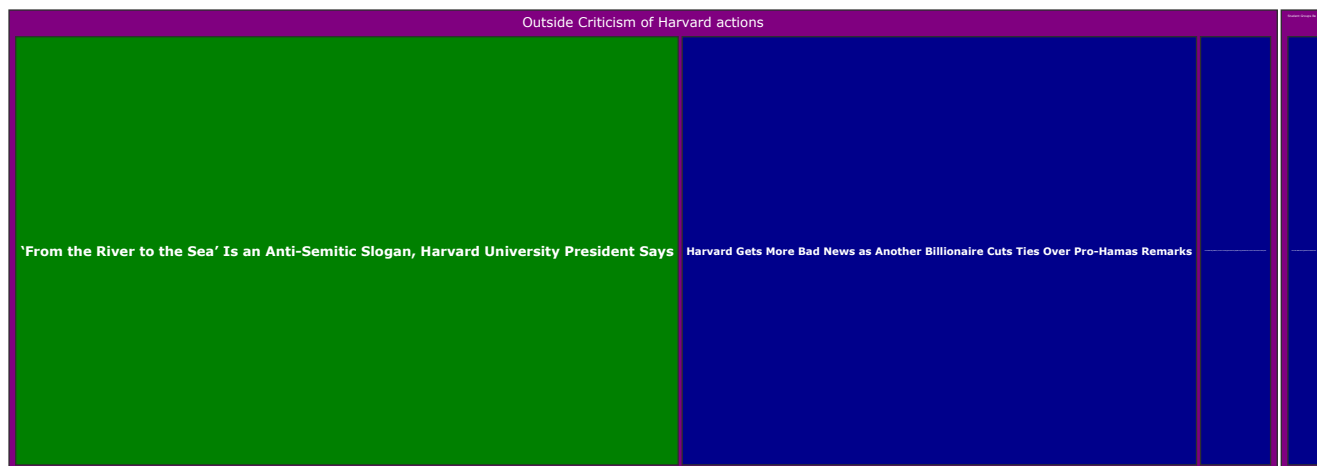 Outside Criticism of Harvard actions
‘From the River to the Sea’ Is an Anti-Semitic Slogan, Harvard University President Says
Harvard Gets More Bad News as Another Billionaire Cuts Ties Over Pro-Hamas Remarks